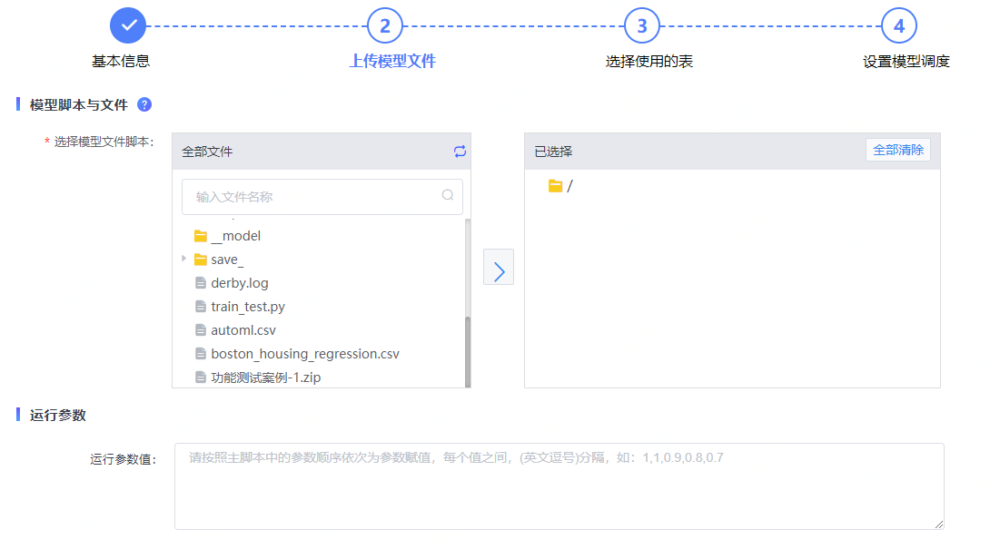 2
3
4
基本信息
上传模型文件
选择使用的表
设置模型调度
模型脚本与文件 ?
* 选择模型文件脚本:
全部文件
已选择
全部清除
输入文件名称
/
__model
save_
derby.log
train_test.py
automl.csv
boston_housing_regression.csv
功能测试案例-1.zip
运行参数
运行参数值:
请按照主脚本中的参数顺序依次为参数赋值，每个值之间，(英文逗号)分隔，如：1,1,0.9,0.8,0.7